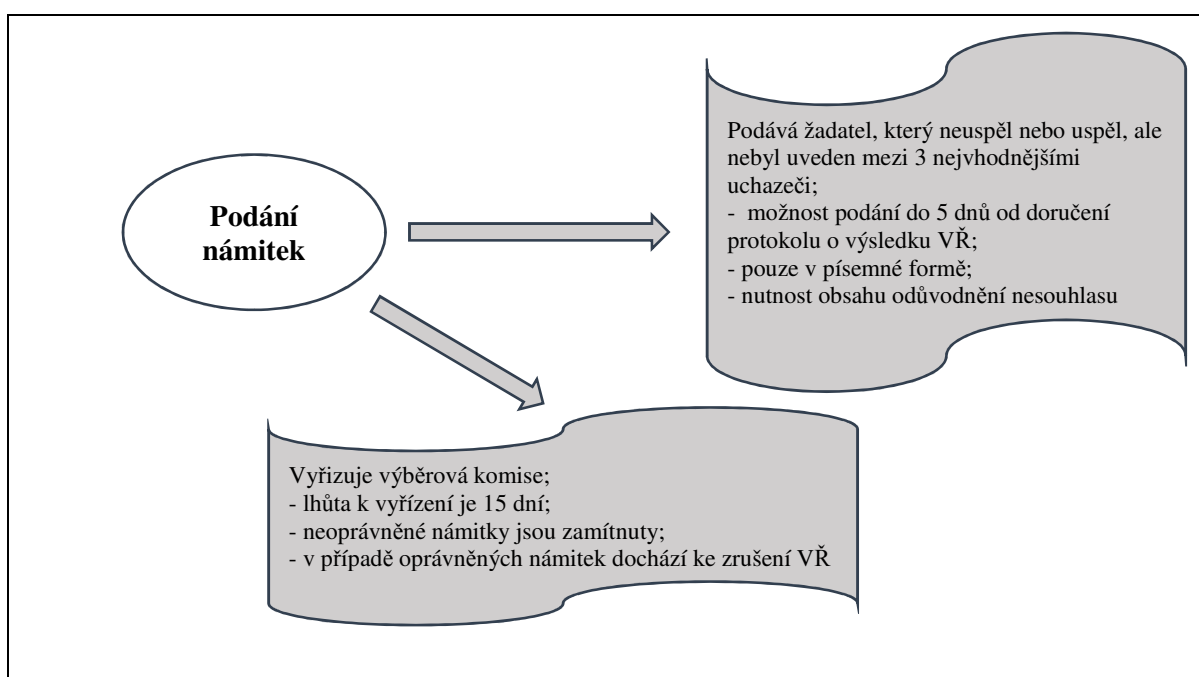 Podání
námitek
Podává žadatel, který neuspěl nebo uspěl, ale
nebyl uveden mezi 3 nejvhodnějšími
uchazeči;
- možnost podání do 5 dnů od doručení
protokolu o výsledku VŘ;
- pouze v písemné formě;
- nutnost obsahu odůvodnění nesouhlasu
Vyřizuje výběrová komise;
- lhůta k vyřízení je 15 dní;
- neoprávněné námitky jsou zamítnuty;
- v případě oprávněných námitek dochází ke zrušení VŘ